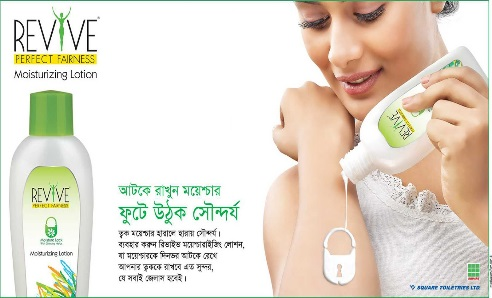 REVIVE
PERFECT FAIRNESS
Moisturizing Lotion
REVIVE
PERFECT FAIRNESS
Moisture Lock
Moisturizing Lotion
REVIVE
আটকে রাখুন ময়েশ্চার
ফুটে উঠুক সৌন্দর্য
ত্বক ময়েশ্চার হারালে হারায় সৌন্দর্য।
ব্যবহার করুন রিভাইভ ময়েশ্চারাইজিং লোশন,
যা ময়েশ্চারকে দিনভর আটকে রেখে
আপনার ত্বককে রাখবে এত সুন্দর,
যে সবাই জেলাস হবেই।
SQUARE TOILETRIES LTD